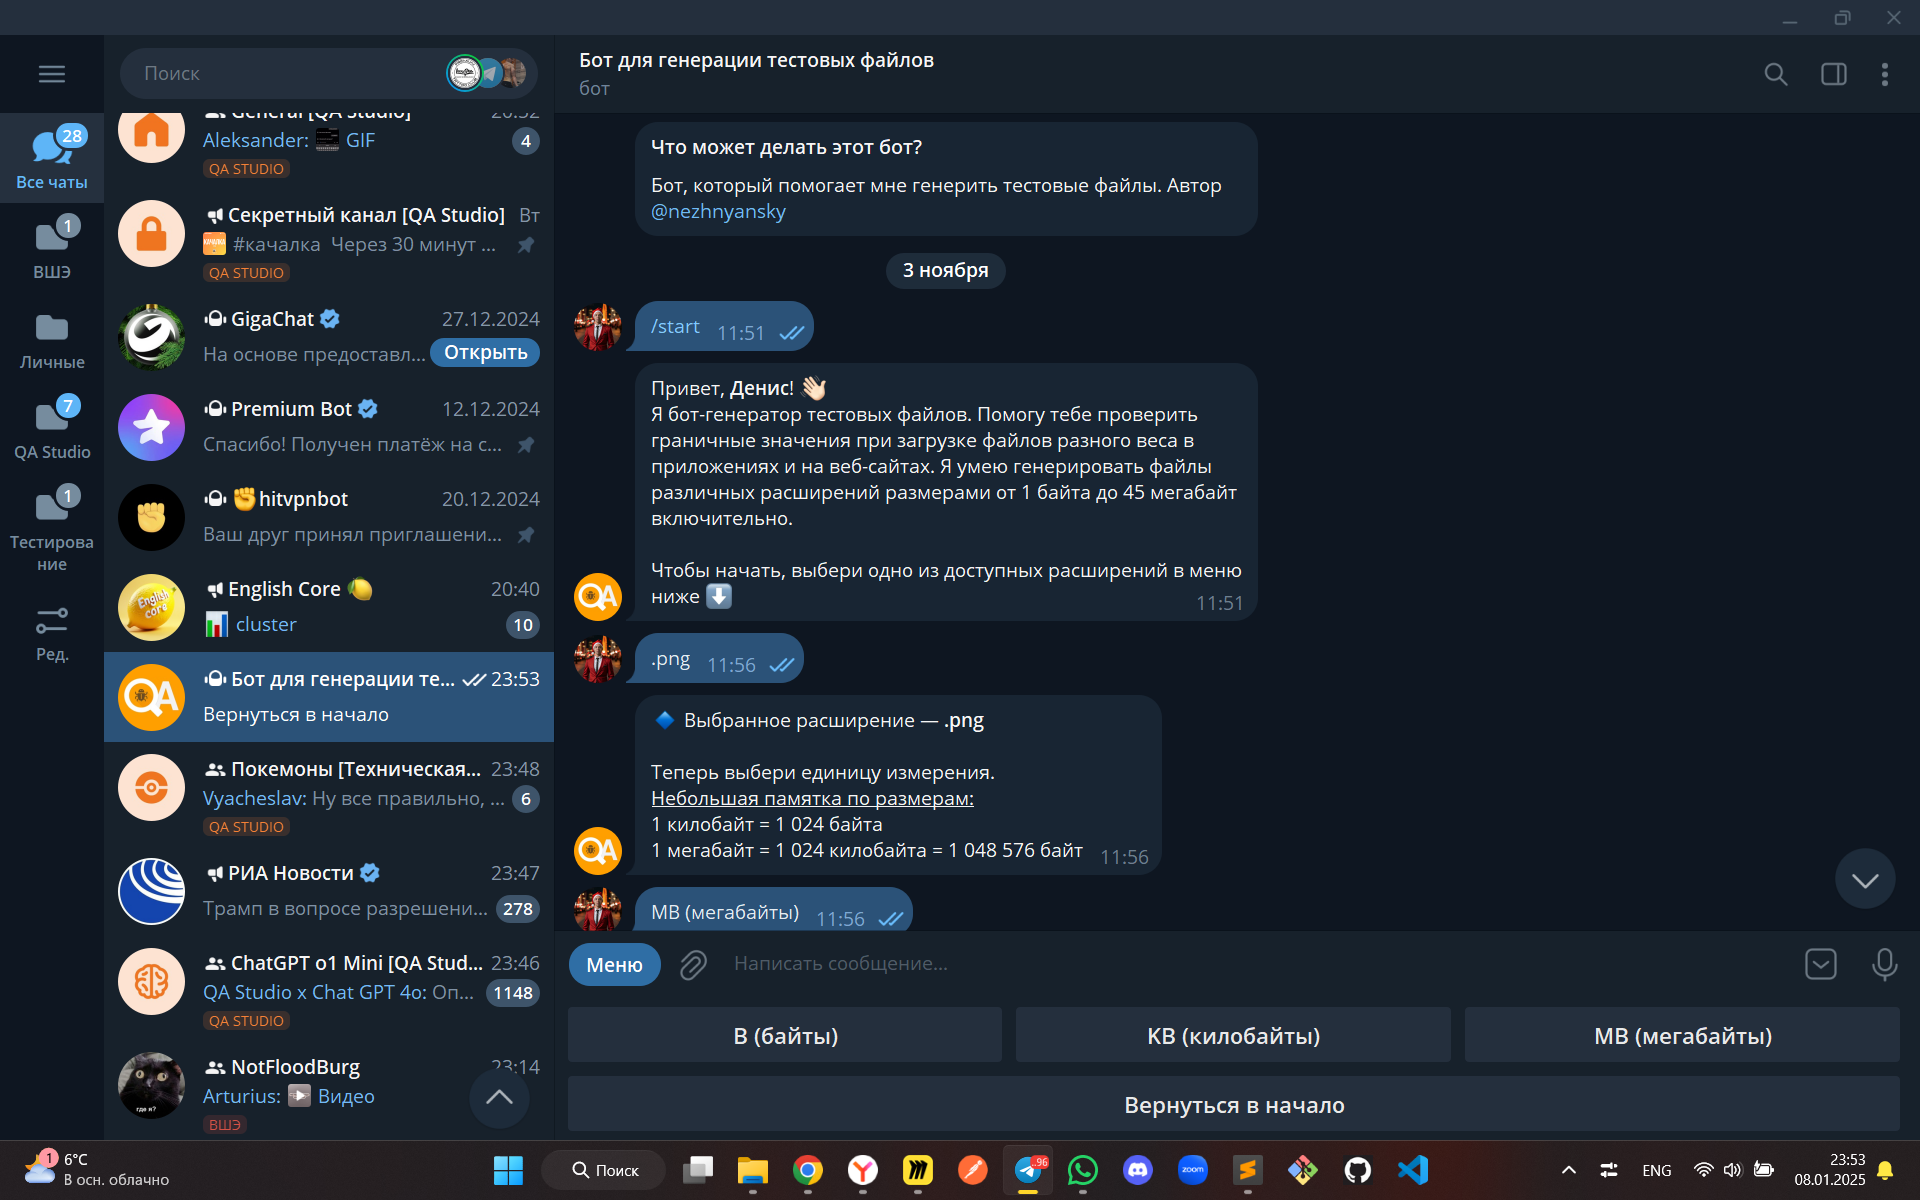 Поиск
28
Все чаты
1
ВШЭ
Личные
7
QA Studio
1
Тестирова
ние
Ред.
General [QA Studio]
20:52
Aleksander: GIF
4
QA STUDIO
Секретный канал [QA Studio]
Вт
#качалка Через 30 минут ...
QA STUDIO
GigaChat
27.12.2024
На основе предоставл...
Открыть
Premium Bot
12.12.2024
Спасибо! Получен платёж на с...
hitvpnbot
20.12.2024
Ваш друг принял приглашени...
English Core
20:40
cluster
10
Бот для генерации те...
23:53
Вернуться в начало
Покемоны [Техническая...
23:48
Vyacheslav: Ну все правильно, ...
6
QA STUDIO
РИА Новости
23:47
Трамп в вопросе разрешени...
278
ChatGPT o1 Mini [QA Stud...
23:46
QA Studio x Chat GPT 4o: Оп...
1148
QA STUDIO
NotFloodBurg
23:14
Arturius: Видео
ВШЭ
Бот для генерации тестовых файлов
бот
Что может делать этот бот?
Бот, который помогает мне генерить тестовые файлы. Автор
@nezhnyansky
3 ноября
/start 11:51
Привет, Денис!
Я бот-генератор тестовых файлов. Помогу тебе проверить
граничные значения при загрузке файлов разного веса в
приложениях и на веб-сайтах. Я умею генерировать файлы
различных расширений размерами от 1 байта до 45 мегабайт
включительно.
Чтобы начать, выбери одно из доступных расширений в меню
ниже
11:51
QA
.png 11:56
Выбранное расширение — .png
Теперь выбери единицу измерения.
Небольшая памятка по размерам:
1 килобайт = 1 024 байта
1 мегабайт = 1 024 килобайта = 1 048 576 байт
11:56
QA
MB (мегабайты) 11:56
Меню
Написать сообщение...
B (байты)
KB (килобайты)
MB (мегабайты)
Вернуться в начало
1
6°C
В осн. облачно
Поиск
96
zoom
ENG
23:53
08.01.2025